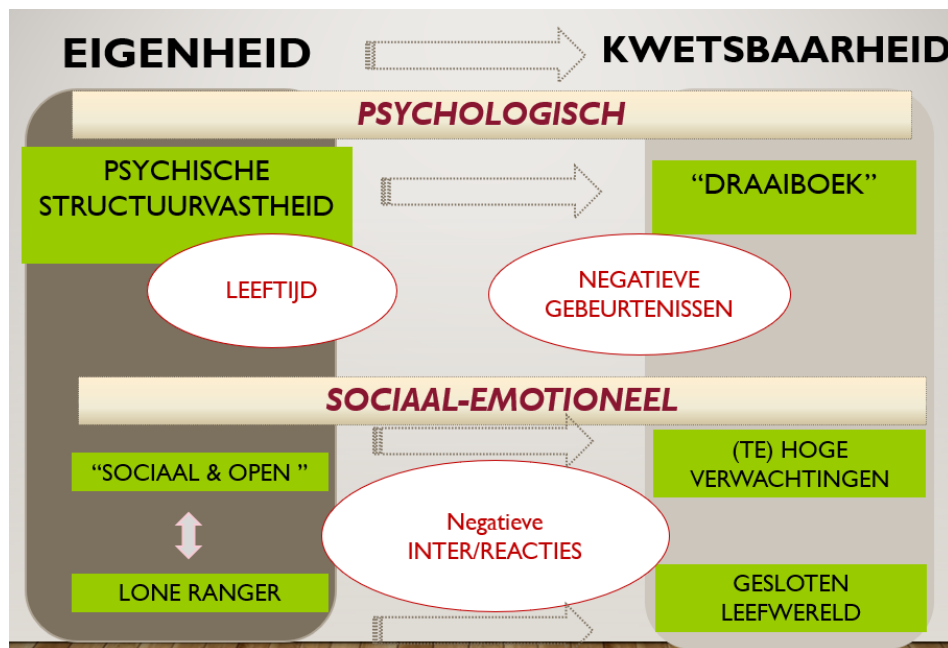 EIGENHEID
KWETSBAARHEID
PSYCHOLOGISCH
PSYCHISCHE
STRUCTUURVASTHEID
“DRAAIBOEK”
LEEFTIJD
NEGATIEVE
GEBEURTENISSEN
SOCIAAL-EMOTIONEEL
“SOCIAAL & OPEN ”
(TE) HOGE
VERWACHTINGEN
Negatieve
INTER/REACTIES
LONE RANGER
GESLOTEN
LEEFWERELD